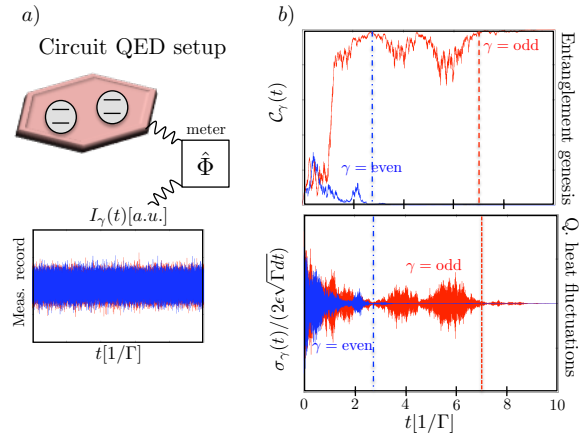 a)
Circuit QED setup
meter
Φ̂
I_γ(t)[a.u.]
Meas. record
t[1/Γ]
b)
C_γ(t)
γ = odd
γ = even
Entanglement genesis
σ_γ(t)/(2ϵ√Γdt)
γ = odd
γ = even
Q. heat fluctuations
0 2 4 6 8 10
t[1/Γ]